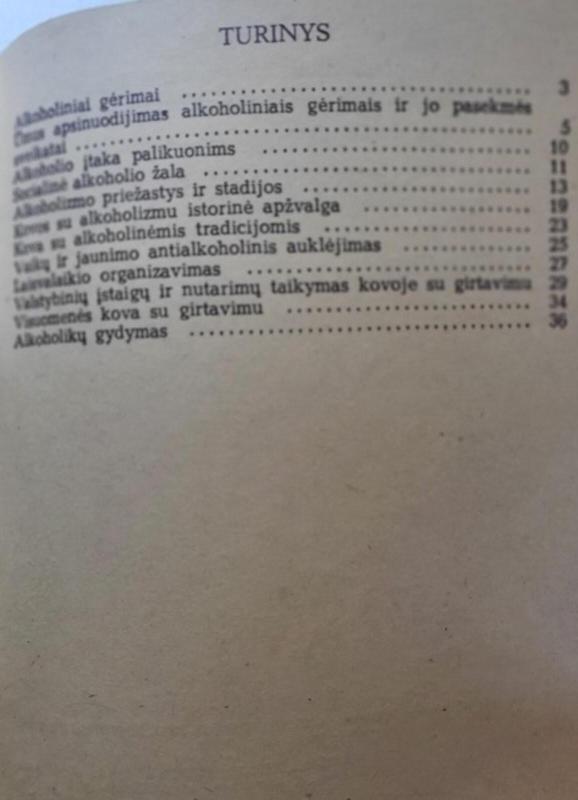 TURINYS
Alkoholiniai gėrimai .......... 3
Ūmus apsinuodijimas alkoholiniais gėrimais ir jo pasekmės
sveikatai .......... 5
Alkoholio įtaka palikuonims .......... 10
Socialinė alkoholio žala .......... 11
Alkoholizmo priežastys ir stadijos .......... 13
Kovos su alkoholizmu istorinė apžvalga .......... 19
Kova su alkoholinėmis tradicijomis .......... 23
Vaikų ir jaunimo antialkoholinis auklėjimas .......... 25
Laisvalaikio organizavimas .......... 27
Valstybinių įstaigų ir nutarimų taikymas kovoje su girtavimu 29
Visuomenės kova su girtavimu .......... 34
Alkoholikų gydymas .......... 36